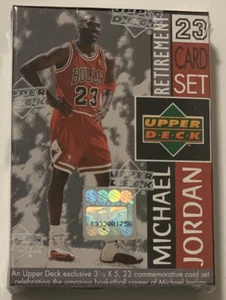 23
CARD
SET
RETIREMENT
UPPER
DECK
MICHAEL
JORDAN
BULLS
23
An Upper Deck exclusive 3½ X 5, 23 commemorative card set
celebrating the amazing basketball career of Michael Jordan